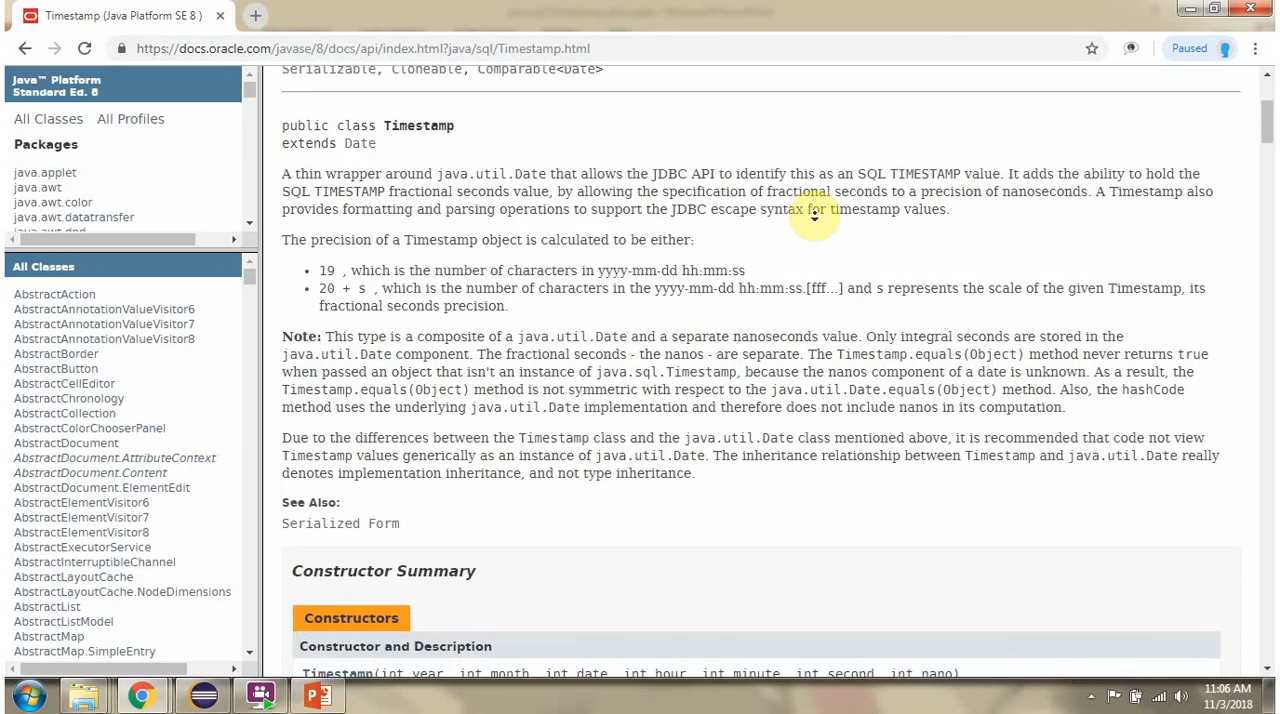 Timestamp (Java Platform SE 8 )
https://docs.oracle.com/javase/8/docs/api/index.html?java/sql/Timestamp.html
Paused
Java™ Platform
Standard Ed. 8
All Classes All Profiles
Packages
java.applet
java.awt
java.awt.color
java.awt.datatransfer
java.awt.dnd
All Classes
AbstractAction
AbstractAnnotationValueVisitor6
AbstractAnnotationValueVisitor7
AbstractAnnotationValueVisitor8
AbstractBorder
AbstractButton
AbstractCellEditor
AbstractChronology
AbstractCollection
AbstractColorChooserPanel
AbstractDocument
AbstractDocument.AttributeContext
AbstractDocument.Content
AbstractDocument.ElementEdit
AbstractElementVisitor6
AbstractElementVisitor7
AbstractElementVisitor8
AbstractExecutorService
AbstractInterruptibleChannel
AbstractLayoutCache
AbstractLayoutCache.NodeDimensions
AbstractList
AbstractListModel
AbstractMap
AbstractMap.SimpleEntry
Serializable, Cloneable, Comparable<Date>
public class Timestamp
extends Date
A thin wrapper around java.util.Date that allows the JDBC API to identify this as an SQL TIMESTAMP value. It adds the ability to hold the
SQL TIMESTAMP fractional seconds value, by allowing the specification of fractional seconds to a precision of nanoseconds. A Timestamp also
provides formatting and parsing operations to support the JDBC escape syntax for timestamp values.
The precision of a Timestamp object is calculated to be either:
• 19 , which is the number of characters in yyyy-mm-dd hh:mm:ss
• 20 + s , which is the number of characters in the yyyy-mm-dd hh:mm:ss.[fff...] and s represents the scale of the given Timestamp, its
fractional seconds precision.
Note: This type is a composite of a java.util.Date and a separate nanoseconds value. Only integral seconds are stored in the
java.util.Date component. The fractional seconds - the nanos - are separate. The Timestamp.equals(Object) method never returns true
when passed an object that isn't an instance of java.sql.Timestamp, because the nanos component of a date is unknown. As a result, the
Timestamp.equals(Object) method is not symmetric with respect to the java.util.Date.equals(Object) method. Also, the hashCode
method uses the underlying java.util.Date implementation and therefore does not include nanos in its computation.
Due to the differences between the Timestamp class and the java.util.Date class mentioned above, it is recommended that code not view
Timestamp values generically as an instance of java.util.Date. The inheritance relationship between Timestamp and java.util.Date really
denotes implementation inheritance, and not type inheritance.
See Also:
Serialized Form
Constructor Summary
Constructors
Constructor and Description
Timestamp(int year, int month, int date, int hour, int minute, int second, int nano)
11:06 AM
11/3/2018